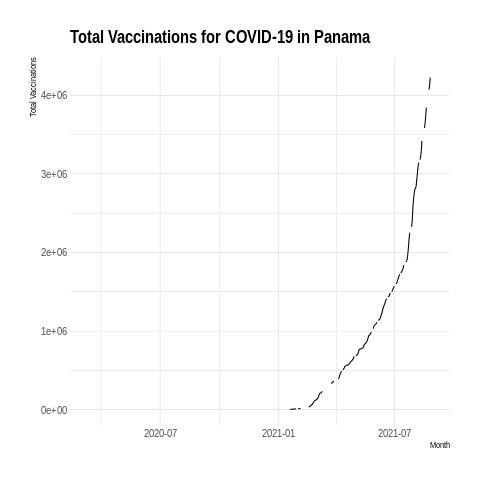 Total Vaccinations for COVID-19 in Panama
Total Vaccinations
4e+06
3e+06
2e+06
1e+06
0e+00
2020-07 2021-01 2021-07
Month